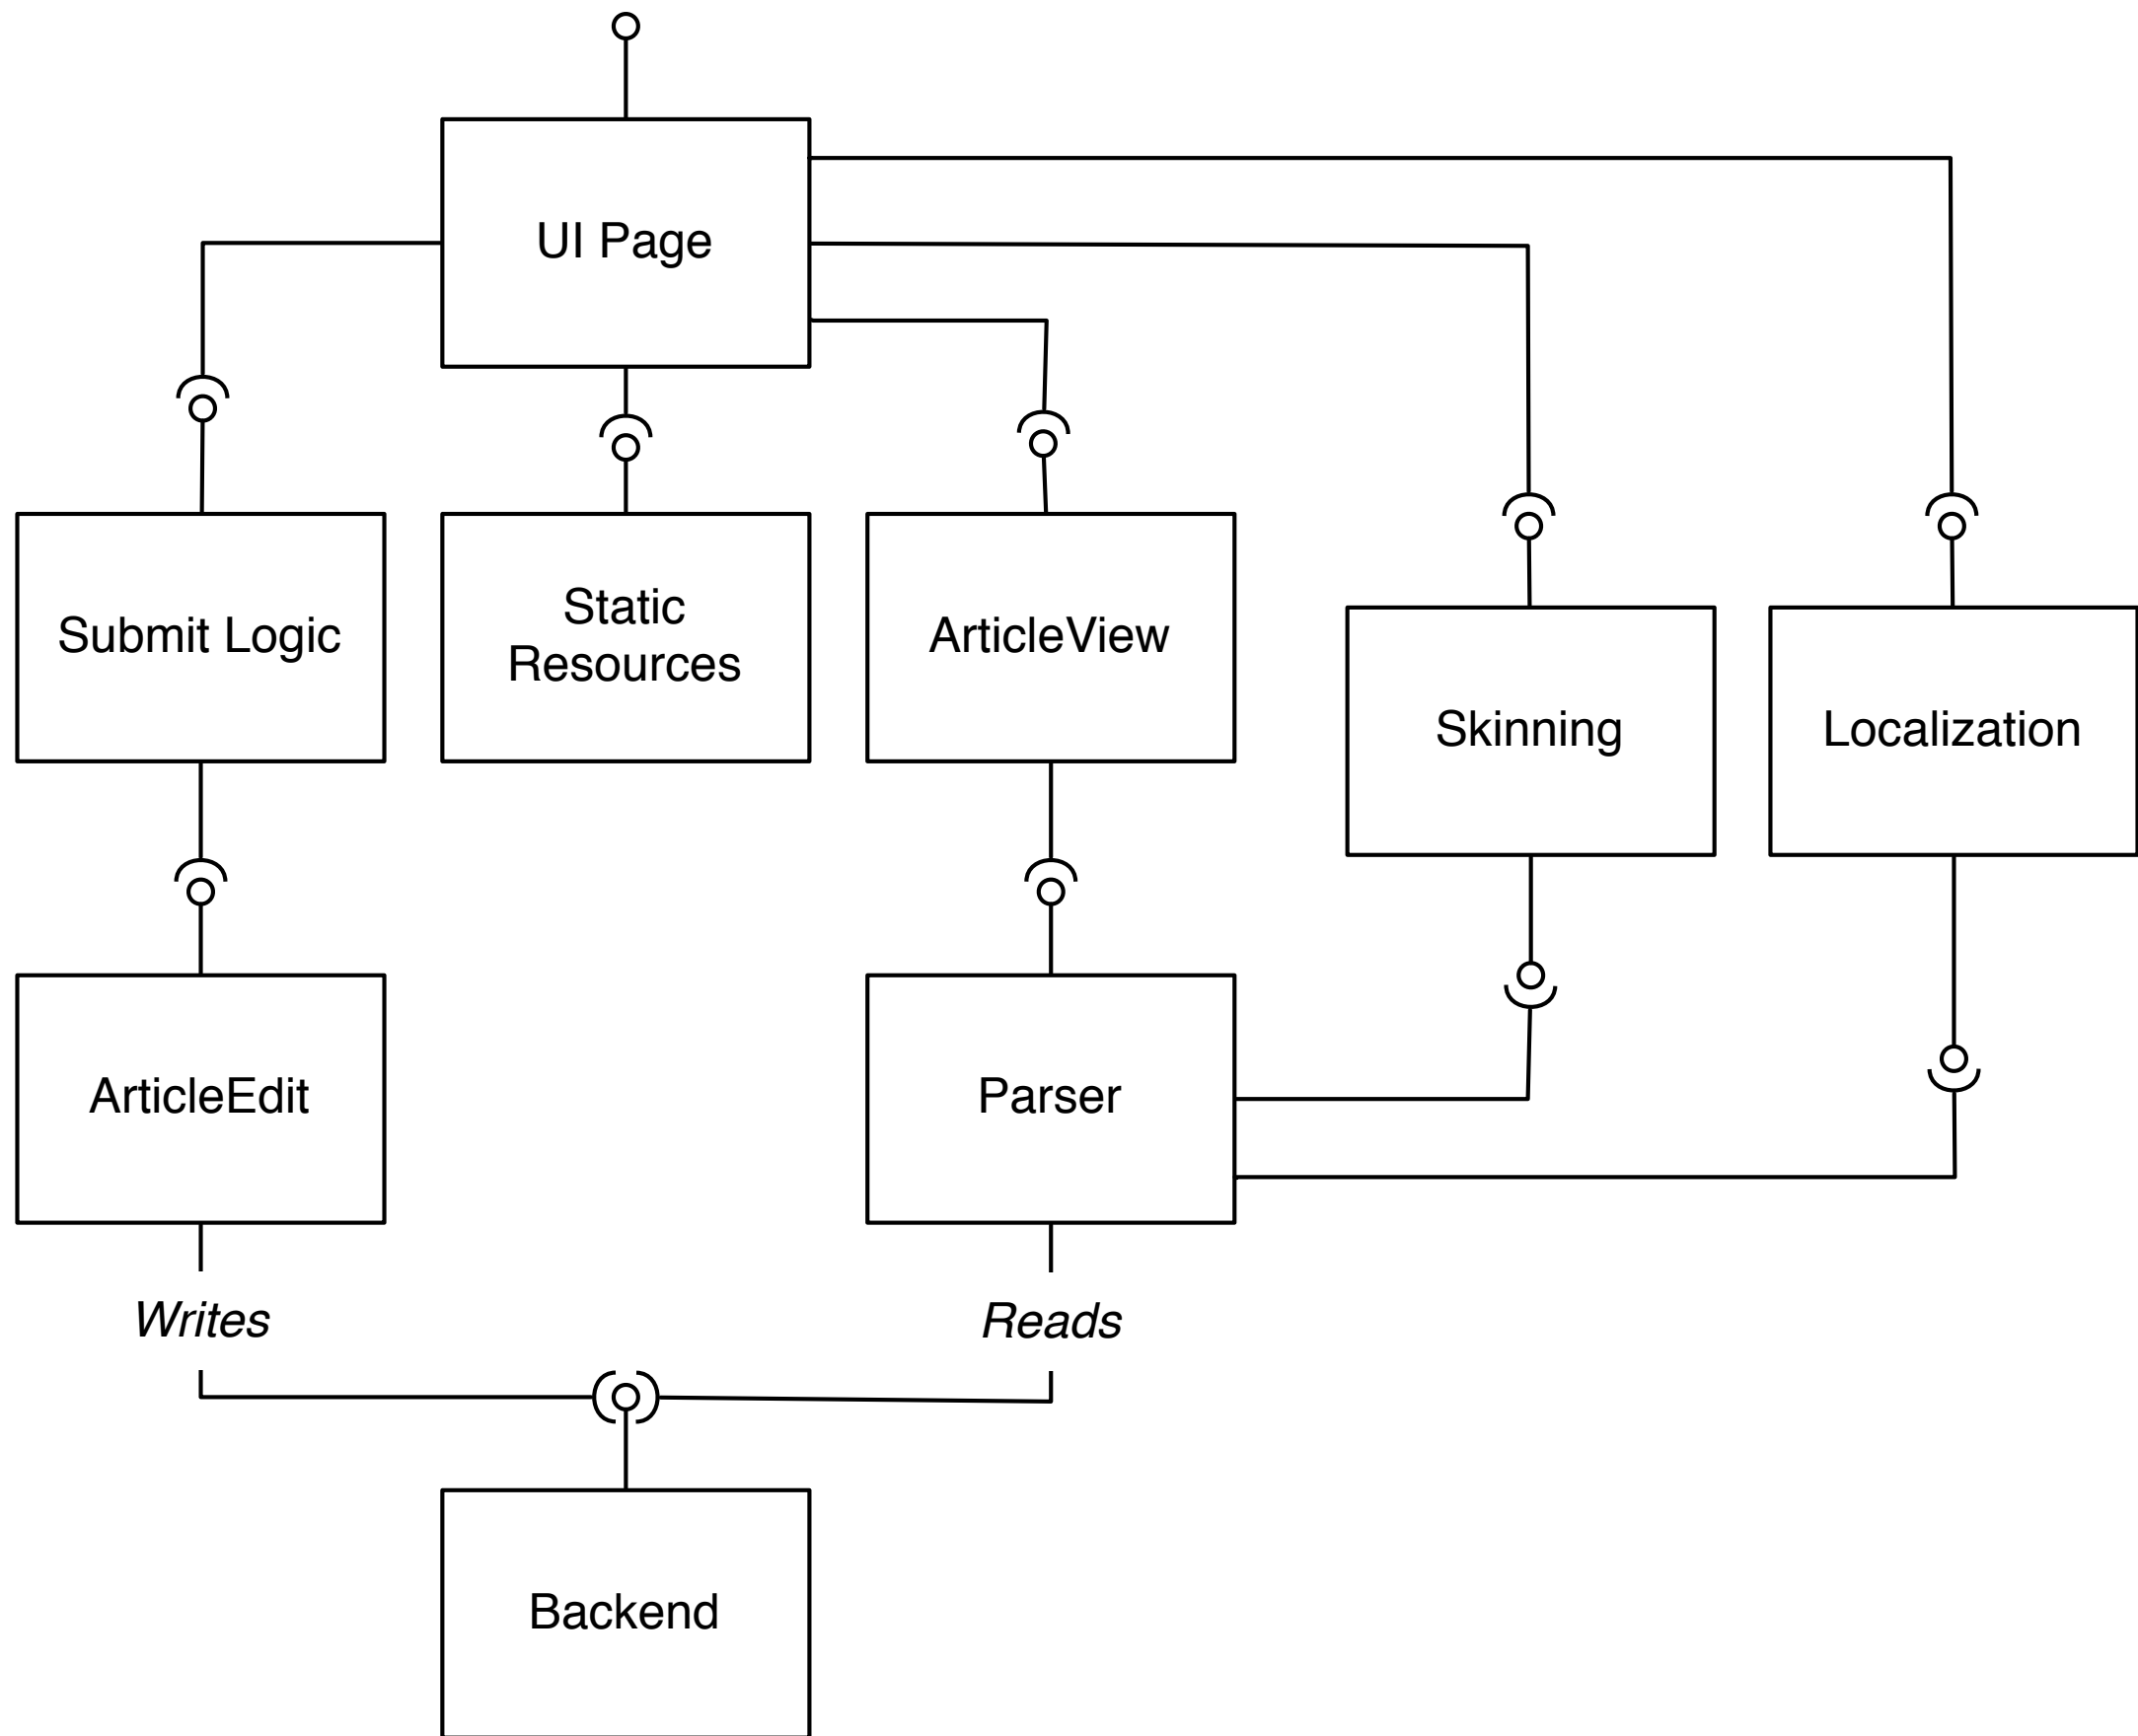 UI Page
Submit Logic
Static
Resources
ArticleView
Skinning
Localization
ArticleEdit
Parser
Writes
Reads
Backend